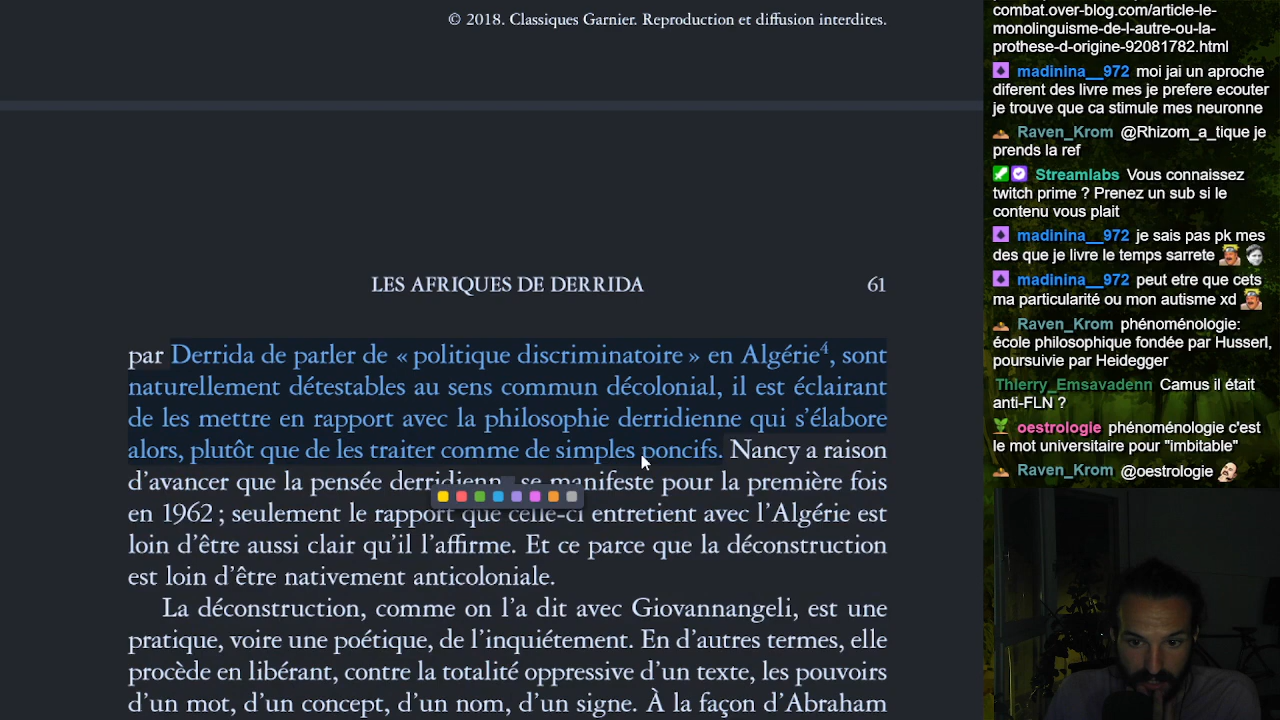 © 2018. Classiques Garnier. Reproduction et diffusion interdites.
LES AFRIQUES DE DERRIDA 61
par Derrida de parler de « politique discriminatoire » en Algérie⁴, sont
naturellement détestables au sens commun décolonial, il est éclairant
de les mettre en rapport avec la philosophie derridienne qui s’élabore
alors, plutôt que de les traiter comme de simples poncifs. Nancy a raison
d’avancer que la pensée derridienn se manifeste pour la première fois
en 1962 ; seulement le rapport que celle-ci entretient avec l’Algérie est
loin d’être aussi clair qu’il l’affirme. Et ce parce que la déconstruction
est loin d’être nativement anticoloniale.
La déconstruction, comme on l’a dit avec Giovannangeli, est une
pratique, voire une poétique, de l’inquiétement. En d’autres termes, elle
procède en libérant, contre la totalité oppressive d’un texte, les pouvoirs
d’un mot, d’un concept, d’un nom, d’un signe. À la façon d’Abraham
combat.over-blog.com/article-le-
monolinguisme-de-l-autre-ou-la-
prothese-d-origine-92081782.html
madinina__972 moi jai un aproche
diferent des livre mes je prefere ecouter
je trouve que ca stimule mes neuronne
Raven_Krom @Rhizom_a_tique je
prends la ref
Streamlabs Vous connaissez
twitch prime ? Prenez un sub si le
contenu vous plait
madinina__972 je sais pas pk mes
des que je livre le temps sarrete
madinina__972 peut etre que cets
ma particularité ou mon autisme xd
Raven_Krom phénoménologie:
école philosophique fondée par Husserl,
poursuivie par Heidegger
Thierry_Emsavadenn Camus il était
anti-FLN ?
oestrologie phénoménologie c'est
le mot universitaire pour "imbitable"
Raven_Krom @oestrologie